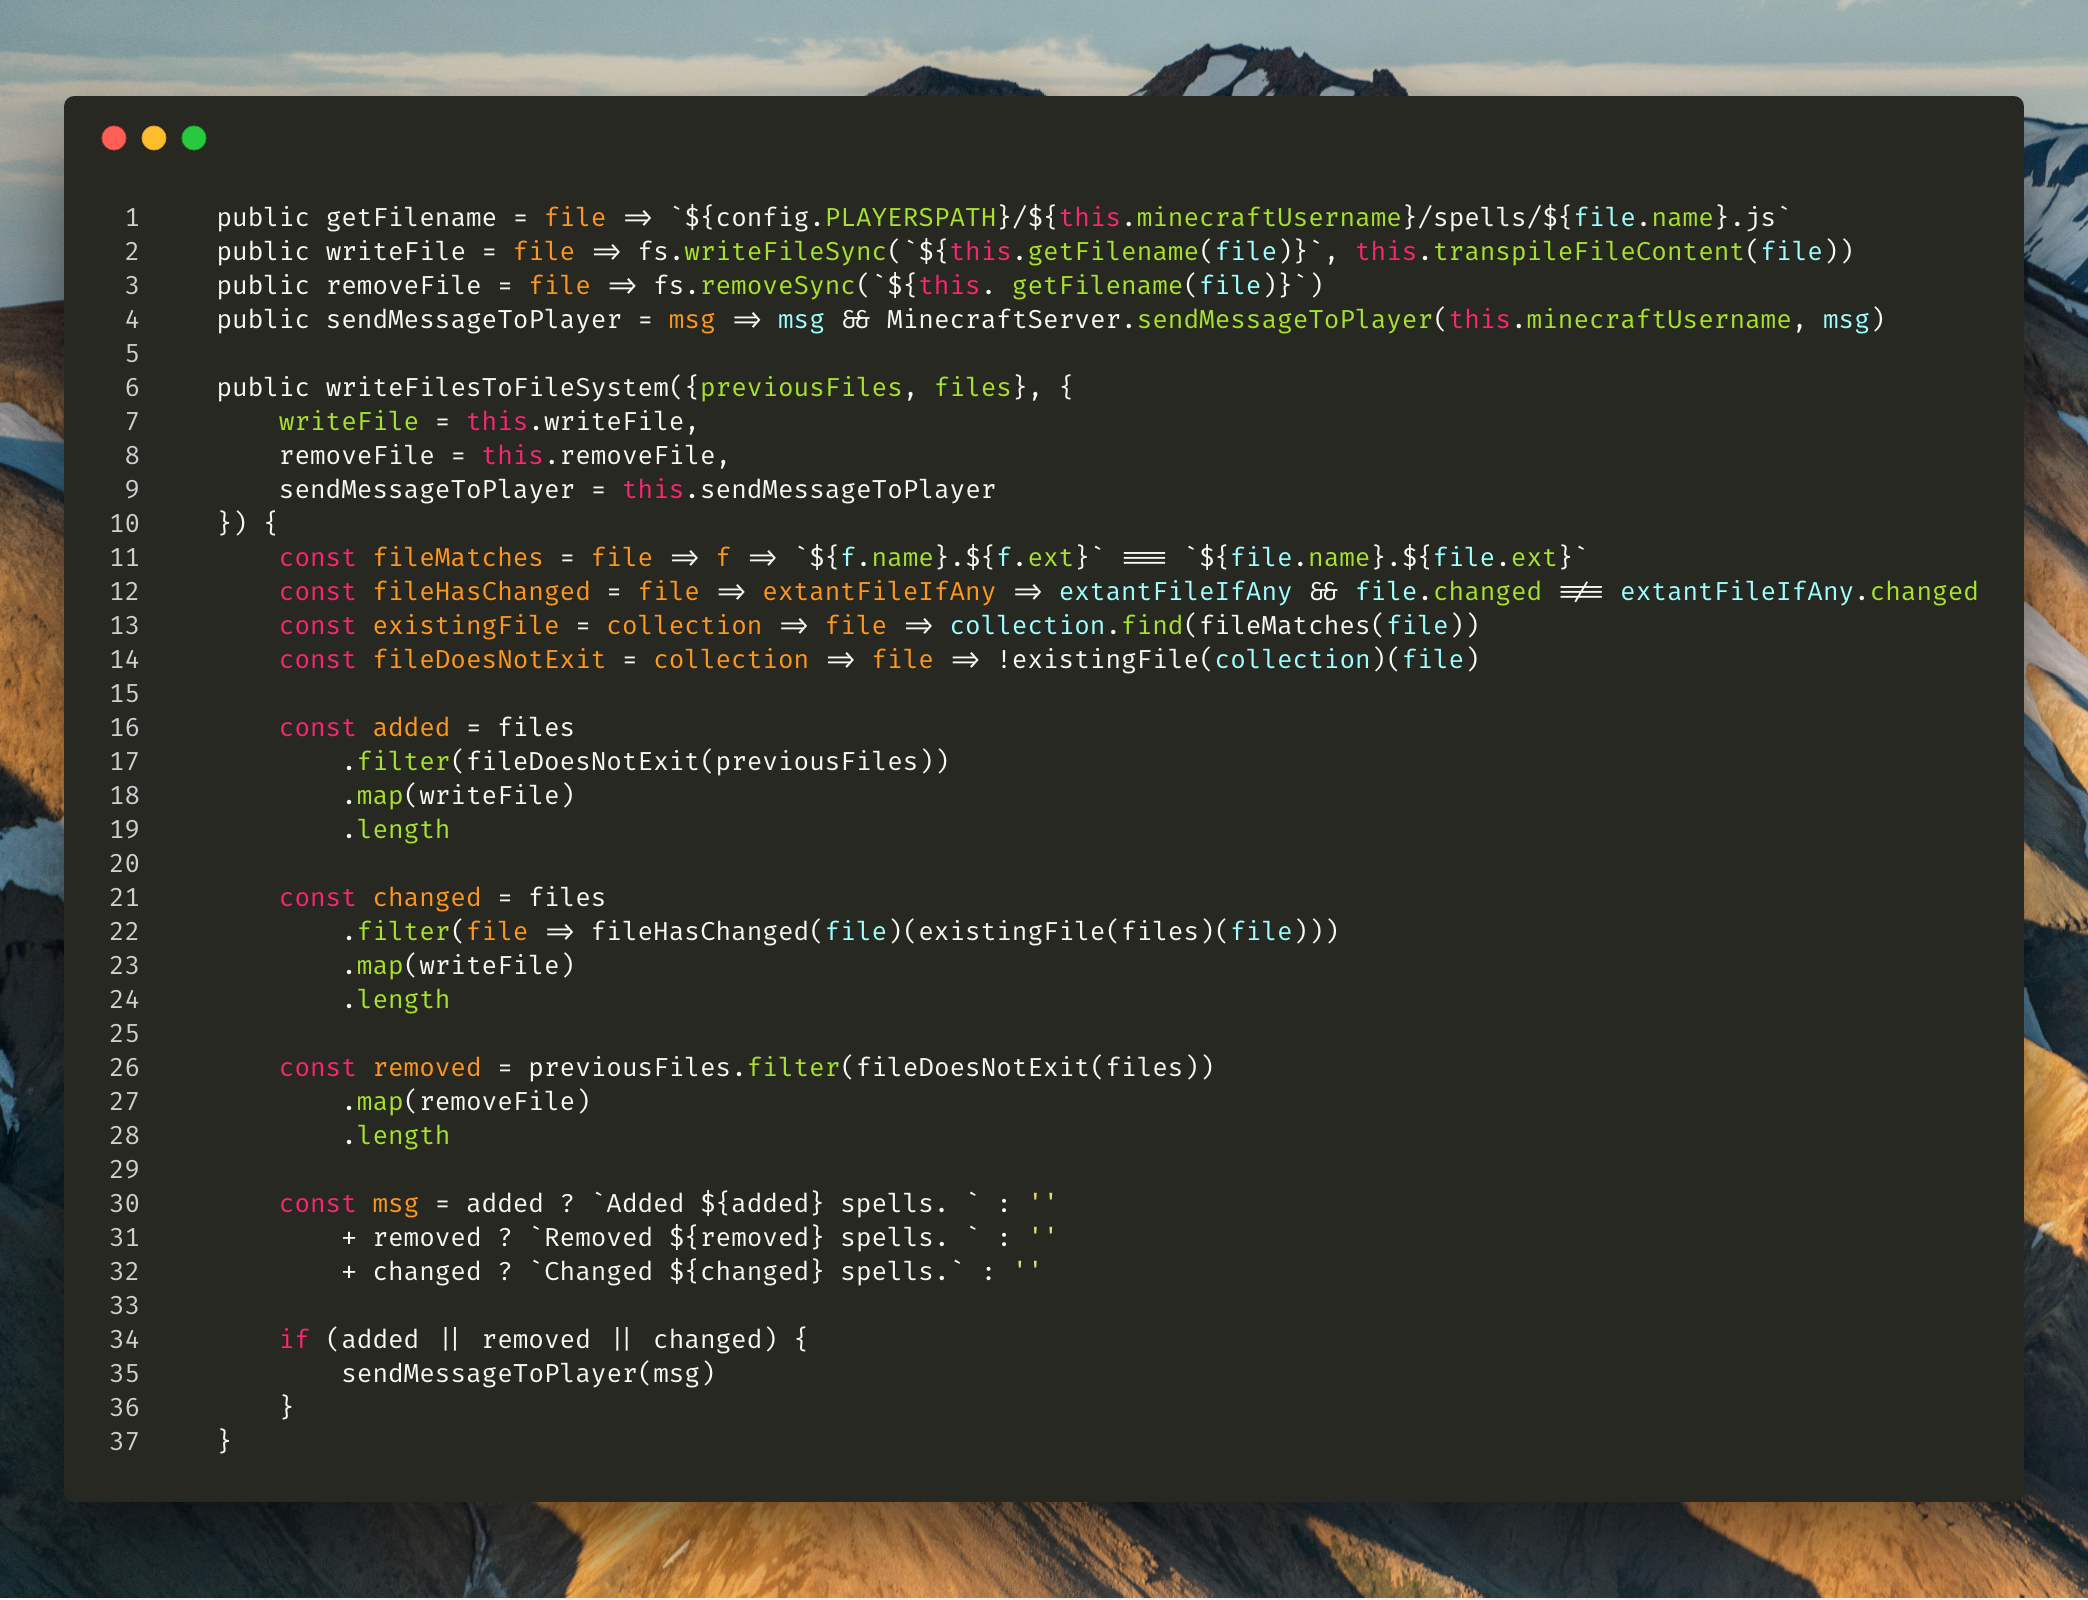 1 public getFilename = file => `${config.PLAYERSPATH}/${this.minecraftUsername}/spells/${file.name}.js`
2 public writeFile = file => fs.writeFileSync(`${this.getFilename(file)}`, this.transpileFileContent(file))
3 public removeFile = file => fs.removeSync(`${this. getFilename(file)}`)
4 public sendMessageToPlayer = msg => msg && MinecraftServer.sendMessageToPlayer(this.minecraftUsername, msg)
5
6 public writeFilesToFileSystem({previousFiles, files}, {
7 writeFile = this.writeFile,
8 removeFile = this.removeFile,
9 sendMessageToPlayer = this.sendMessageToPlayer
10 }) {
11 const fileMatches = file => f => `${f.name}.${f.ext}` === `${file.name}.${file.ext}`
12 const fileHasChanged = file => extantFileIfAny => extantFileIfAny && file.changed !== extantFileIfAny.changed
13 const existingFile = collection => file => collection.find(fileMatches(file))
14 const fileDoesNotExit = collection => file => !existingFile(collection)(file)
15
16 const added = files
17 .filter(fileDoesNotExit(previousFiles))
18 .map(writeFile)
19 .length
20
21 const changed = files
22 .filter(file => fileHasChanged(file)(existingFile(files)(file)))
23 .map(writeFile)
24 .length
25
26 const removed = previousFiles.filter(fileDoesNotExit(files))
27 .map(removeFile)
28 .length
29
30 const msg = added ? `Added ${added} spells. ` : ''
31 + removed ? `Removed ${removed} spells. ` : ''
32 + changed ? `Changed ${changed} spells.` : ''
33
34 if (added || removed || changed) {
35 sendMessageToPlayer(msg)
36 }
37 }